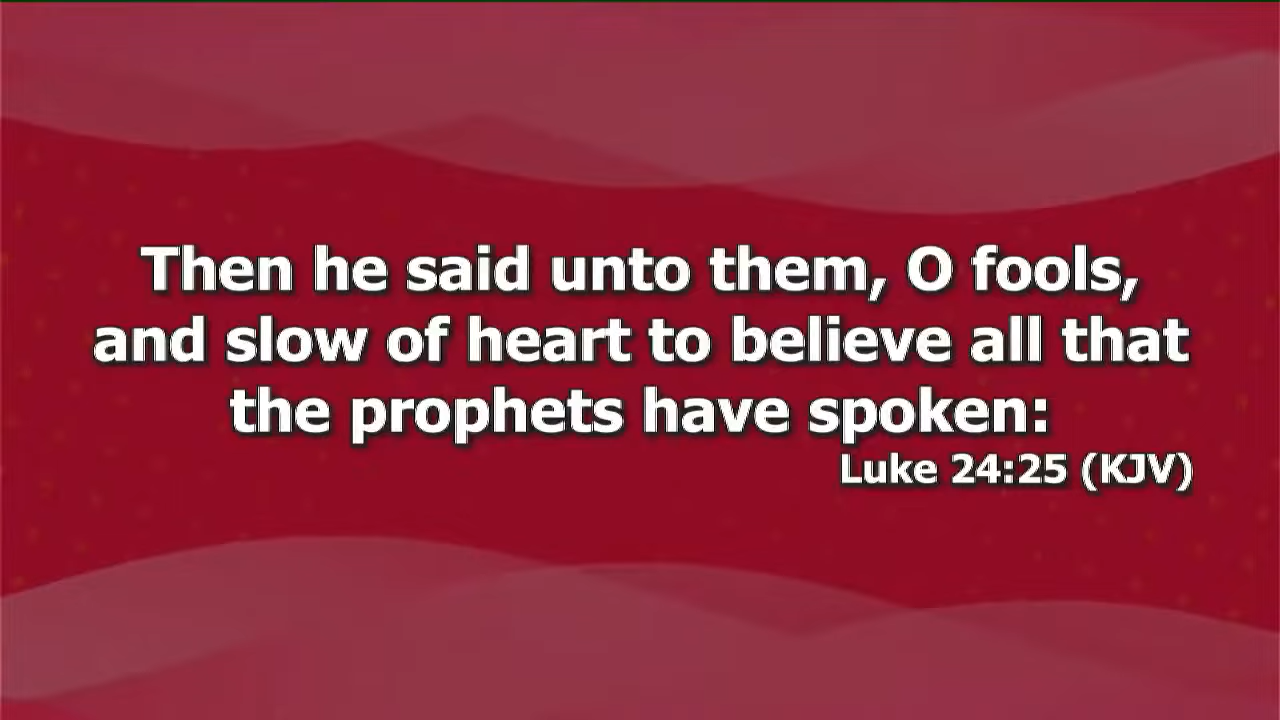 Then he said unto them, O fools,
and slow of heart to believe all that
the prophets have spoken:
Luke 24:25 (KJV)